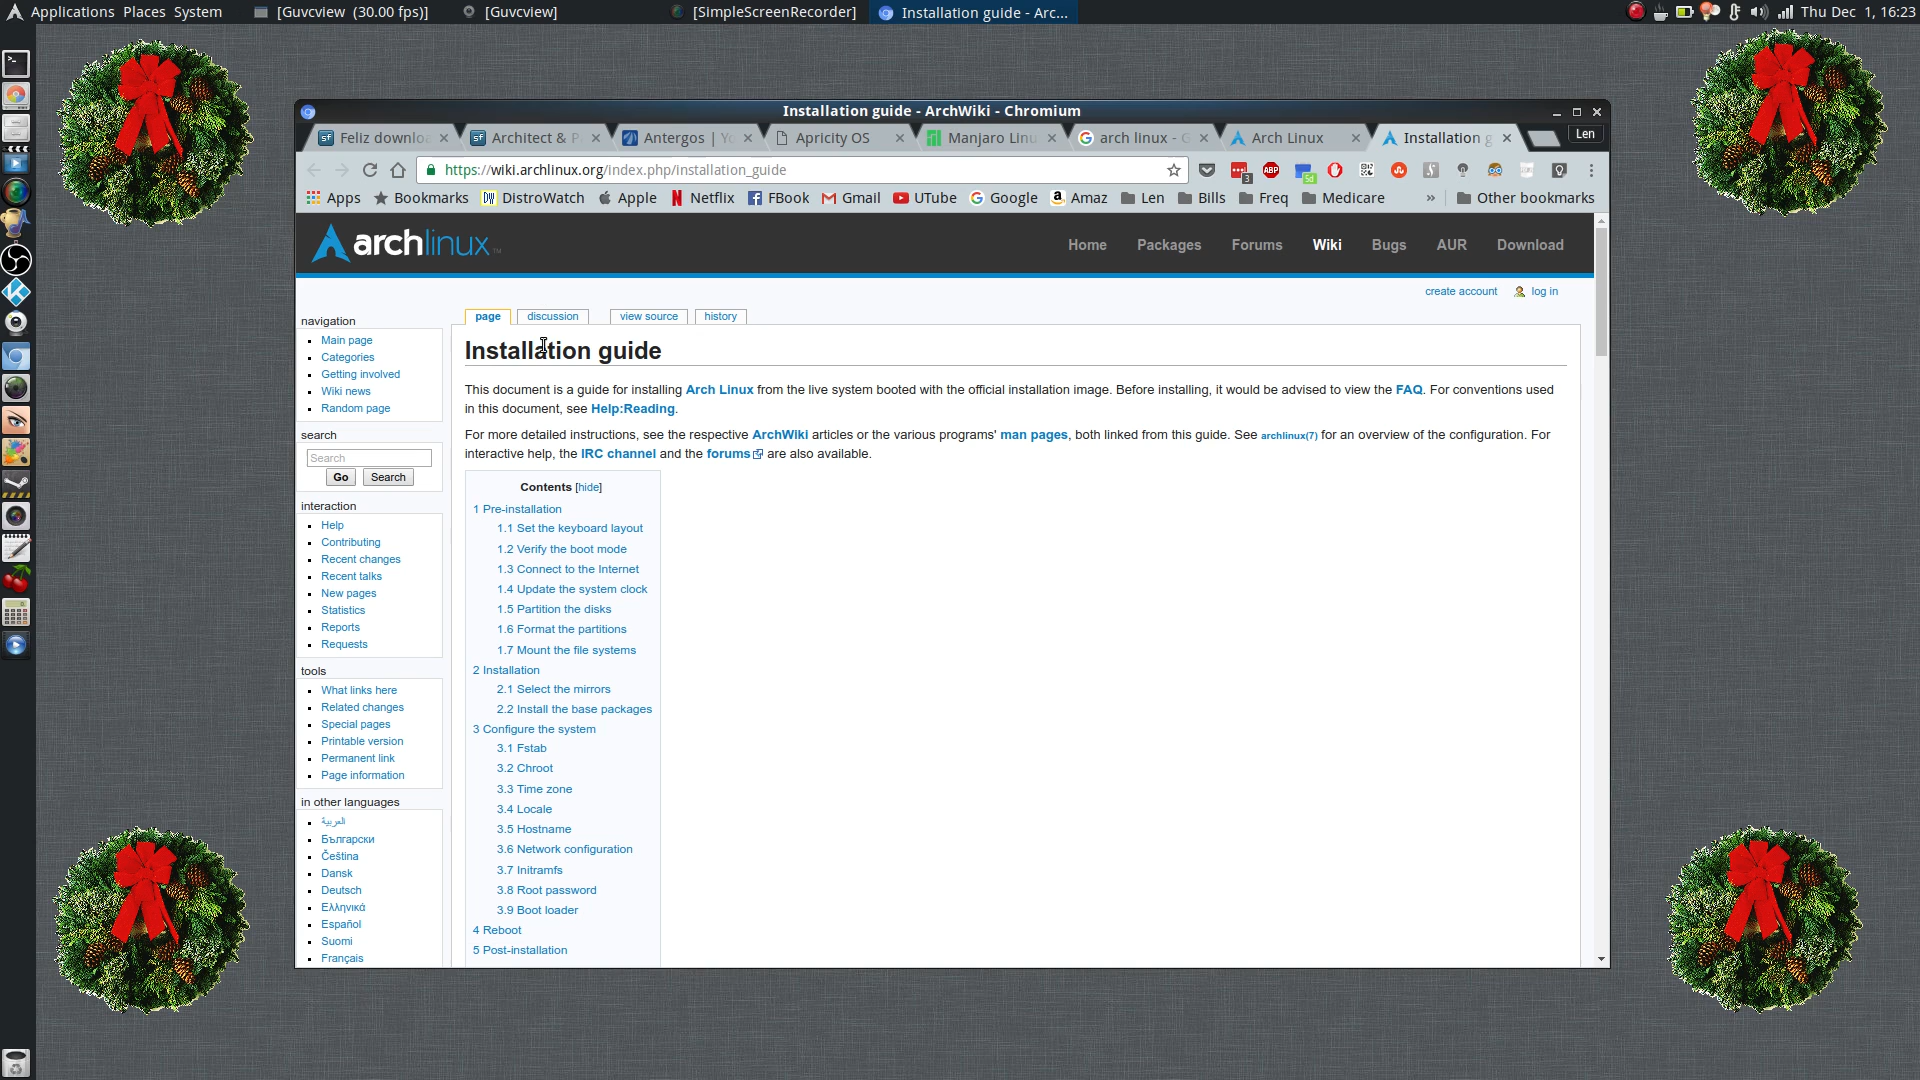 Applications Places System
[Guvcview (30.00 fps)]
[Guvcview]
[SimpleScreenRecorder]
Installation guide - Arc...
Thu Dec 1, 16:23
Installation guide - ArchWiki - Chromium
Feliz downlo
Architect & P
Antergos | Yo
Apricity OS
Manjaro Linu
arch linux - G
Arch Linux
Installation g
Len
https://wiki.archlinux.org/index.php/installation_guide
3
ABP
5d
Apps
Bookmarks
DistroWatch
Apple
Netflix
FBook
Gmail
UTube
Google
Amaz
Len
Bills
Freq
Medicare
»
Other bookmarks
archlinux™
Home
Packages
Forums
Wiki
Bugs
AUR
Download
create account
log in
page
discussion
view source
history
navigation
Main page
Categories
Getting involved
Wiki news
Random page
search
Search
Go
Search
interaction
Help
Contributing
Recent changes
Recent talks
New pages
Statistics
Reports
Requests
tools
What links here
Related changes
Special pages
Printable version
Permanent link
Page information
in other languages
العربية
Български
Čeština
Dansk
Deutsch
Ελληνικά
Español
Suomi
Français
Installation guide
This document is a guide for installing Arch Linux from the live system booted with the official installation image. Before installing, it would be advised to view the FAQ. For conventions used
in this document, see Help:Reading.
For more detailed instructions, see the respective ArchWiki articles or the various programs' man pages, both linked from this guide. See archlinux(7) for an overview of the configuration. For
interactive help, the IRC channel and the forums are also available.
Contents [hide]
1 Pre-installation
1.1 Set the keyboard layout
1.2 Verify the boot mode
1.3 Connect to the Internet
1.4 Update the system clock
1.5 Partition the disks
1.6 Format the partitions
1.7 Mount the file systems
2 Installation
2.1 Select the mirrors
2.2 Install the base packages
3 Configure the system
3.1 Fstab
3.2 Chroot
3.3 Time zone
3.4 Locale
3.5 Hostname
3.6 Network configuration
3.7 Initramfs
3.8 Root password
3.9 Boot loader
4 Reboot
5 Post-installation